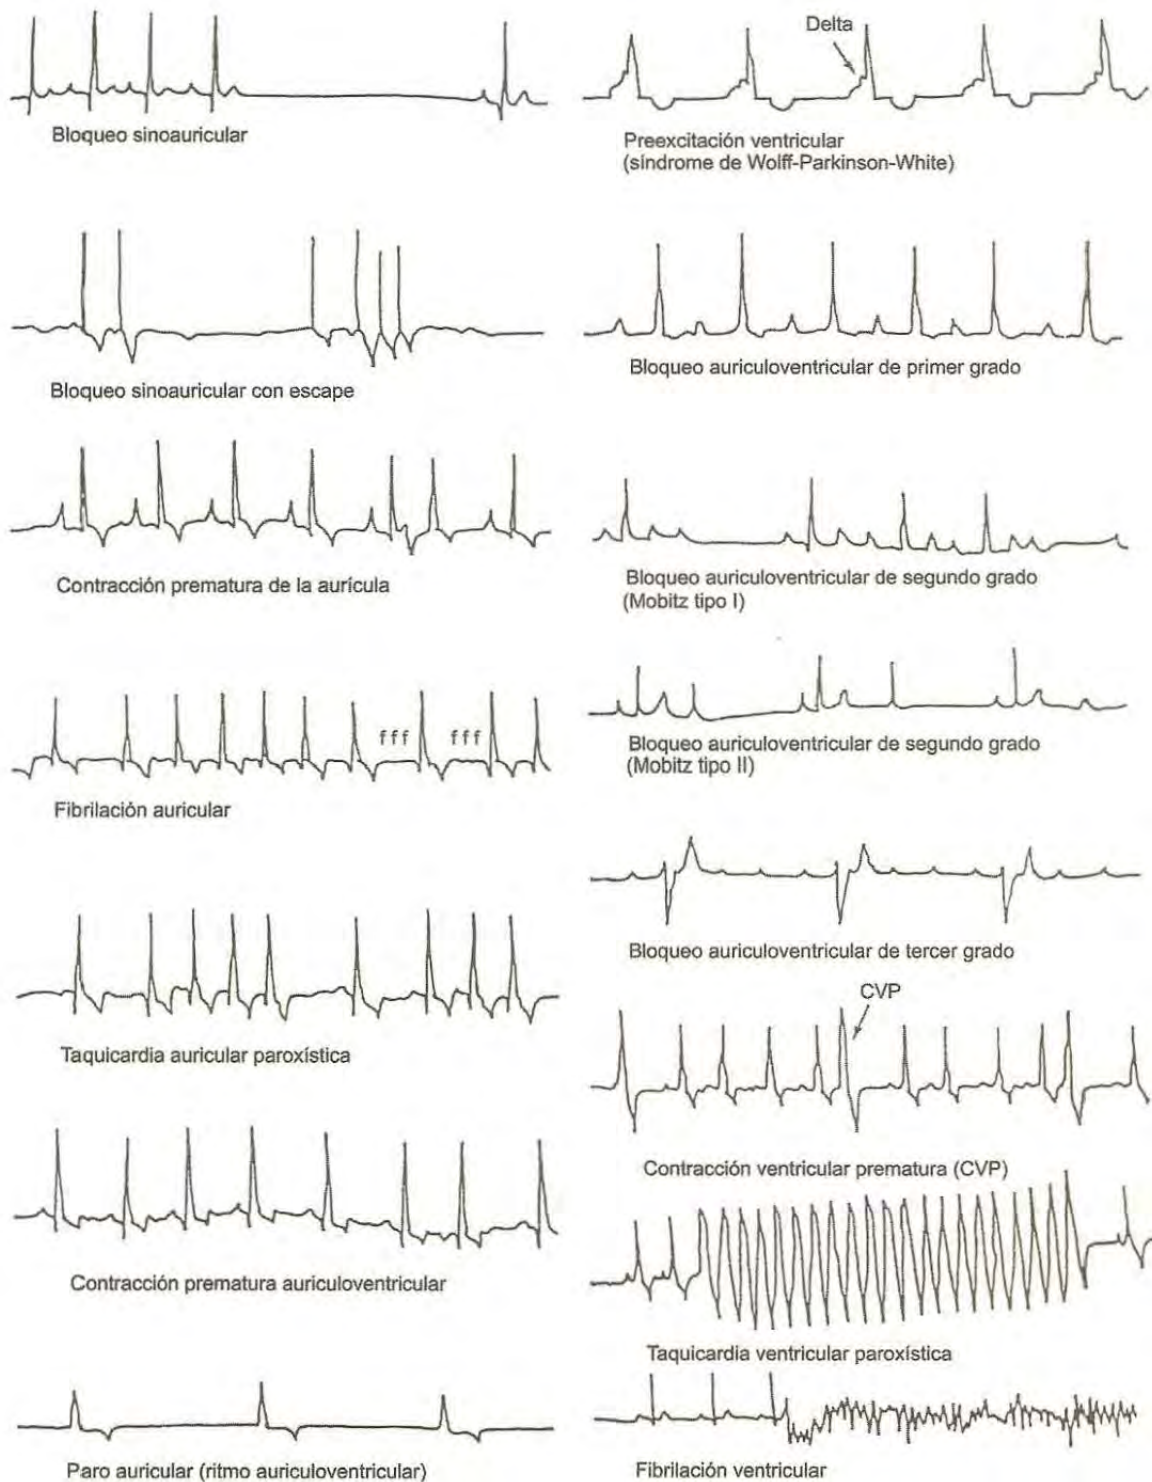 Bloqueo sinoauricular
Bloqueo sinoauricular con escape
Contracción prematura de la aurícula
fff fff
Fibrilación auricular
Taquicardia auricular paroxística
Contracción prematura auriculoventricular
Paro auricular (ritmo auriculoventricular)
Delta
Preexcitación ventricular
(síndrome de Wolff-Parkinson-White)
Bloqueo auriculoventricular de primer grado
Bloqueo auriculoventricular de segundo grado
(Mobitz tipo I)
Bloqueo auriculoventricular de segundo grado
(Mobitz tipo II)
Bloqueo auriculoventricular de tercer grado
CVP
Contracción ventricular prematura (CVP)
Taquicardia ventricular paroxística
Fibrilación ventricular